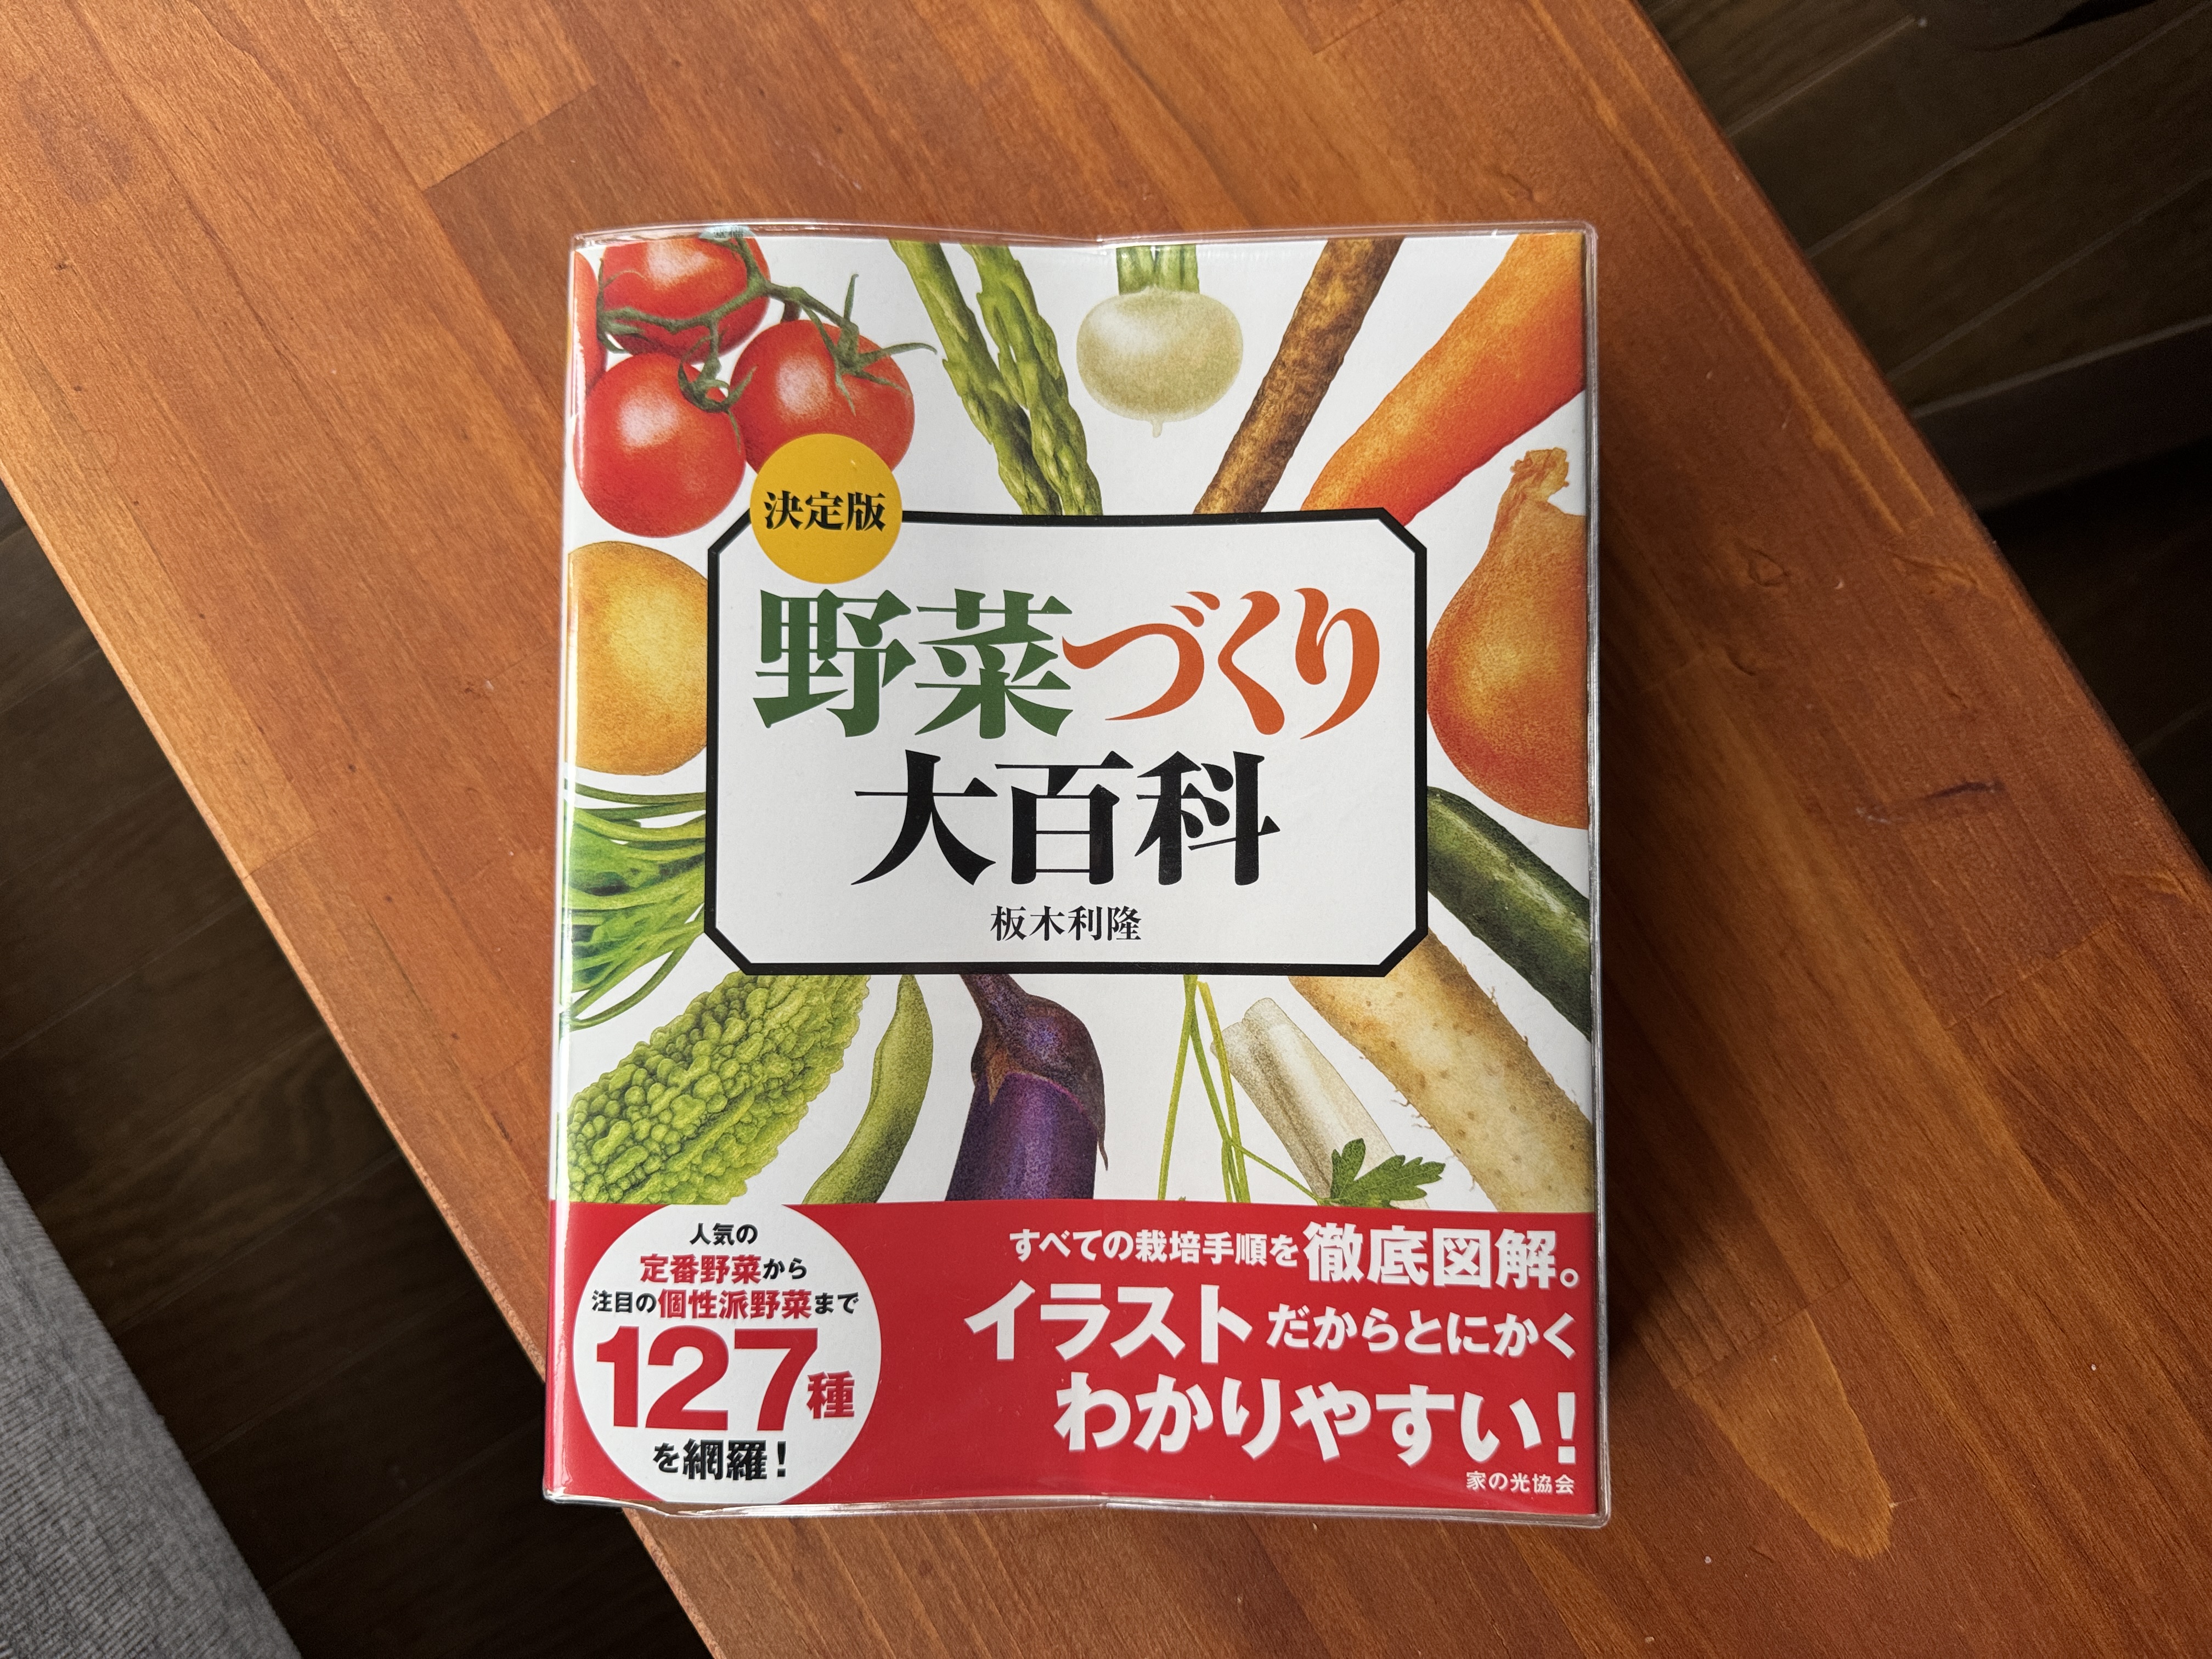 決定版
野菜づくり
大百科
板木利隆
人気の
定番野菜から
注目の個性派野菜まで
127種
を網羅!
すべての栽培手順を徹底図解。
イラストだからとにかく
わかりやすい!
家の光協会